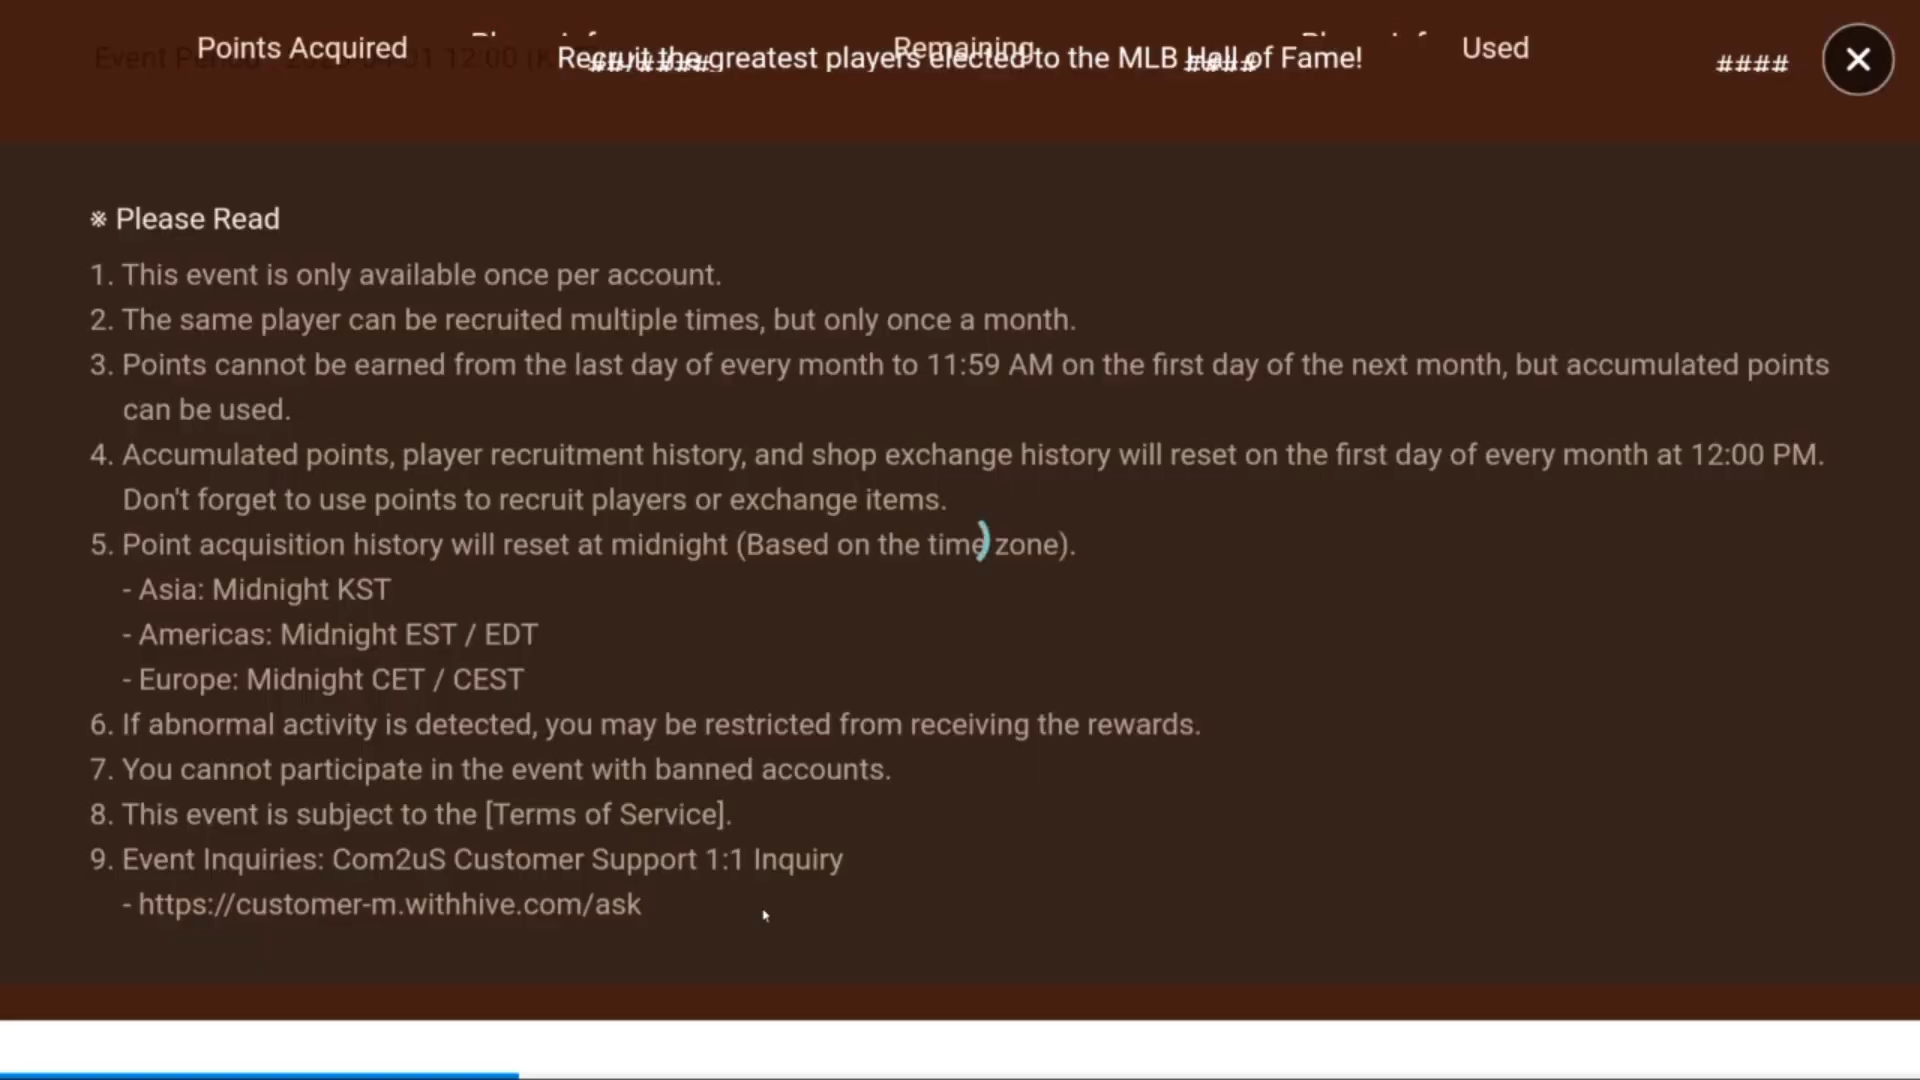 Points Acquired
Remaining
Used
Recruit the greatest players elected to the MLB Hall of Fame!
##/####
####
####
※ Please Read
1. This event is only available once per account.
2. The same player can be recruited multiple times, but only once a month.
3. Points cannot be earned from the last day of every month to 11:59 AM on the first day of the next month, but accumulated points
can be used.
4. Accumulated points, player recruitment history, and shop exchange history will reset on the first day of every month at 12:00 PM.
Don't forget to use points to recruit players or exchange items.
5. Point acquisition history will reset at midnight (Based on the time zone).
- Asia: Midnight KST
- Americas: Midnight EST / EDT
- Europe: Midnight CET / CEST
6. If abnormal activity is detected, you may be restricted from receiving the rewards.
7. You cannot participate in the event with banned accounts.
8. This event is subject to the [Terms of Service].
9. Event Inquiries: Com2uS Customer Support 1:1 Inquiry
- https://customer-m.withhive.com/ask